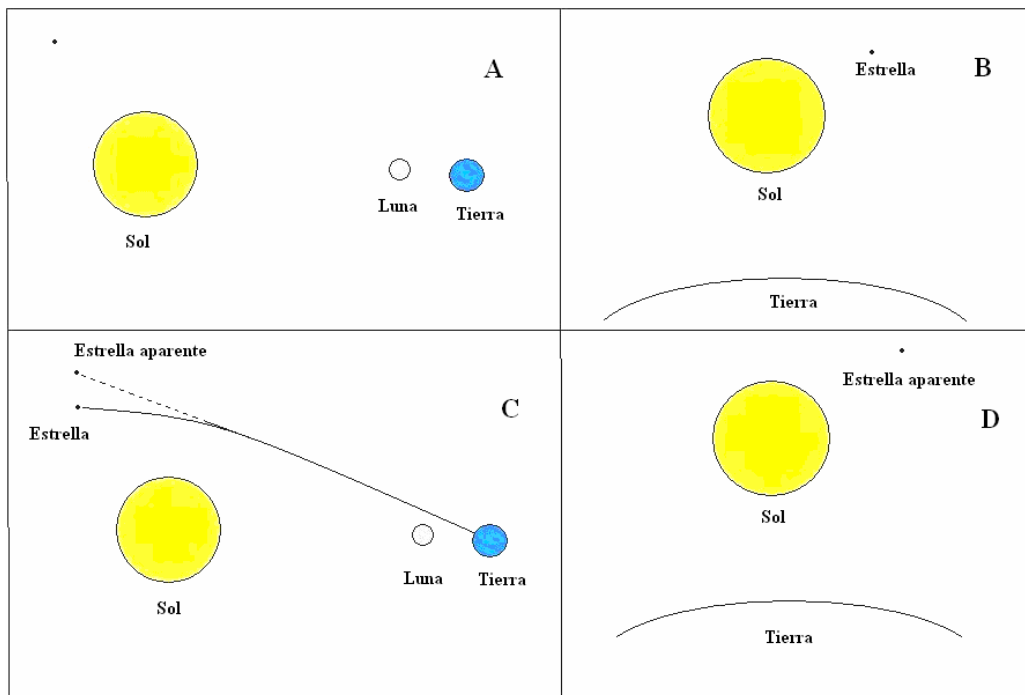 A
Luna
Tierra
Sol
Estrella
B
Sol
Tierra
Estrella aparente
C
Estrella
Luna
Tierra
Sol
Estrella aparente
D
Sol
Tierra